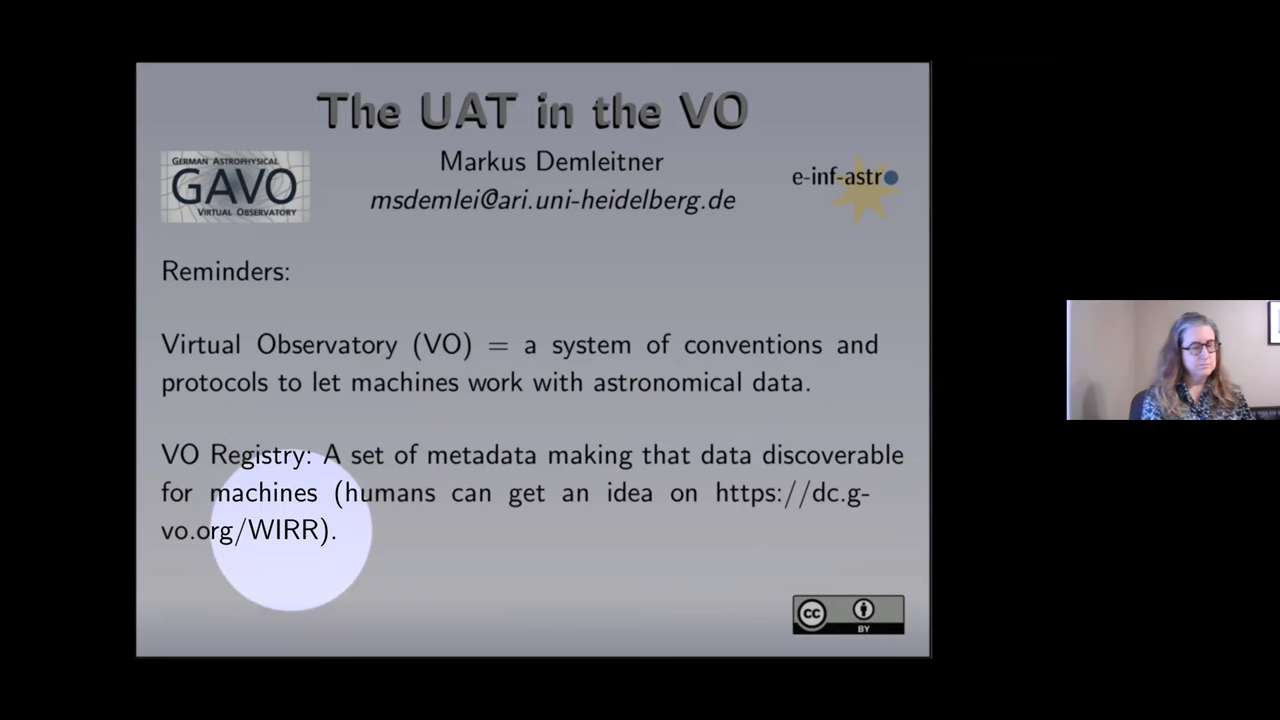 The UAT in the VO
GERMAN ASTROPHYSICAL
GAVO
VIRTUAL OBSERVATORY
Markus Demleitner
msdemlei@ari.uni-heidelberg.de
e-inf-astro
Reminders:
Virtual Observatory (VO) = a system of conventions and
protocols to let machines work with astronomical data.
VO Registry: A set of metadata making that data discoverable
for machines (humans can get an idea on https://dc.g-
vo.org/WIRR).
cc
BY